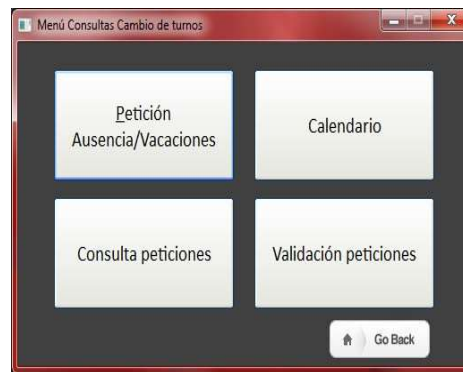 Menú Consultas Cambio de turnos
Petición
Ausencia/Vacaciones
Calendario
Consulta peticiones
Validación peticiones
Go Back